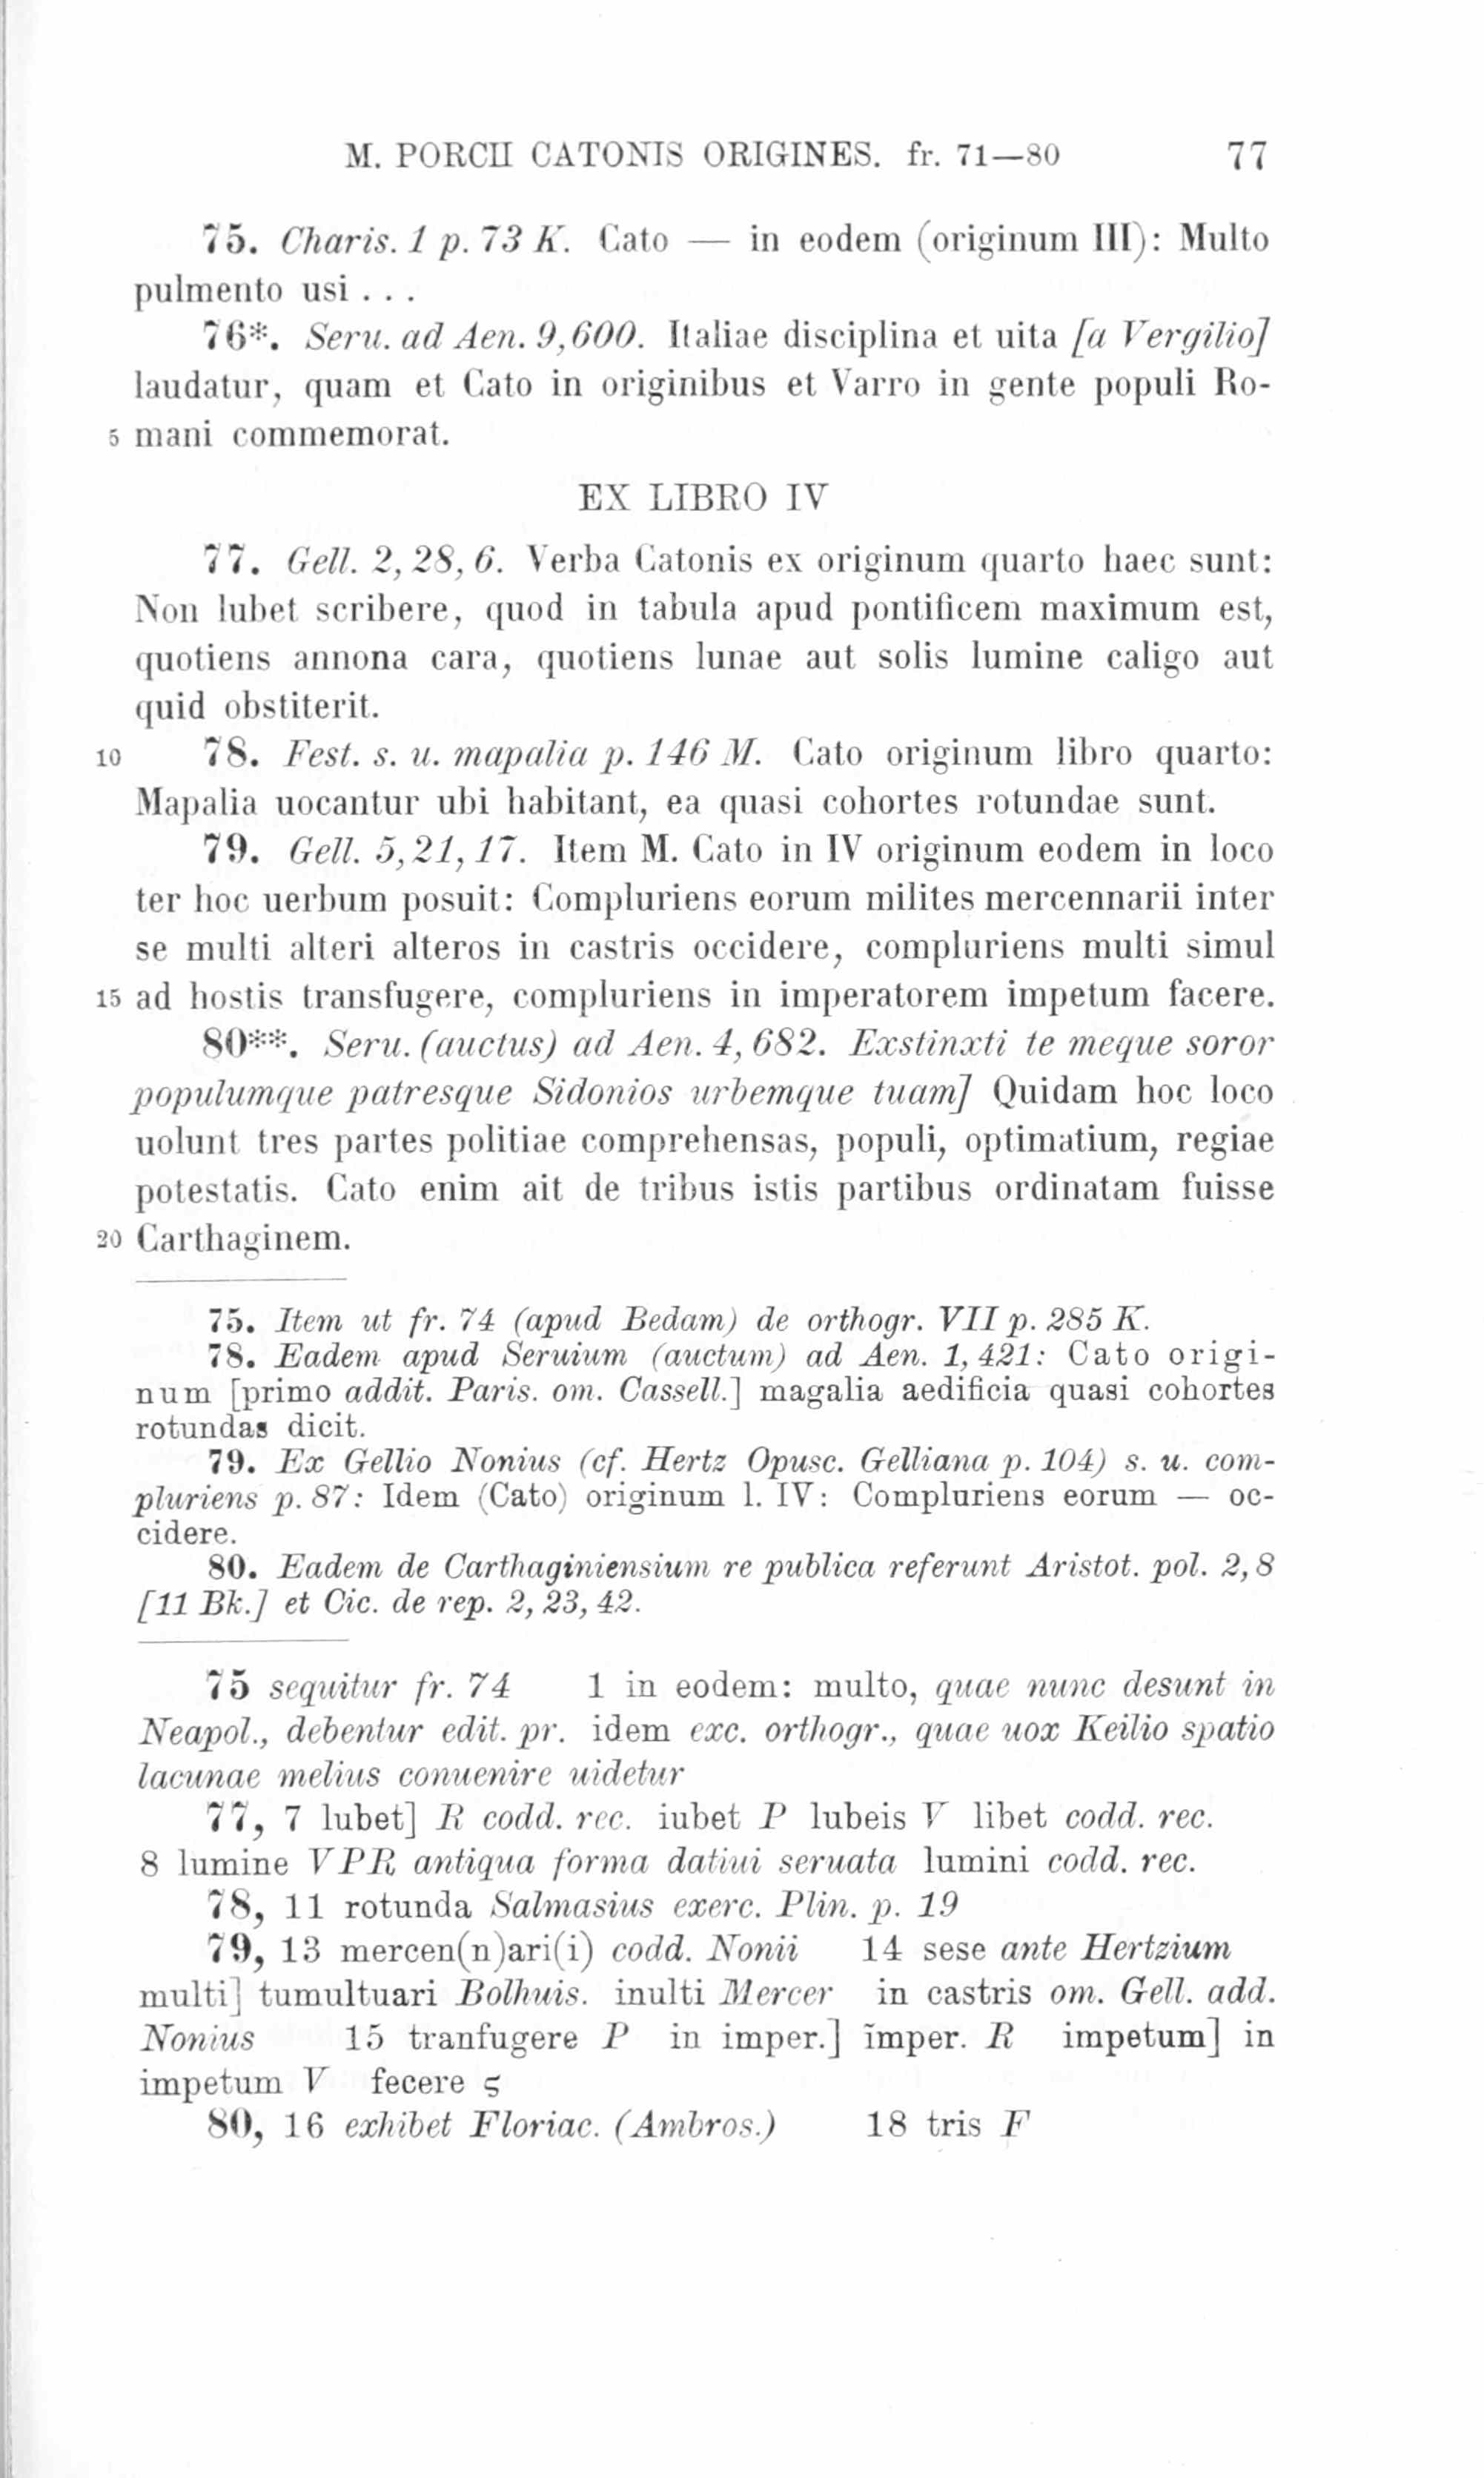 M. PORCII CATONIS ORIGINES. fr. 71—80 77
75. Charis. 1 p. 73 K. Cato — in eodem (originum III): Multo
pulmento usi . . .
76*. Seru. ad Aen. 9,600. Italiae disciplina et uita [a Vergilio]
laudatur, quam et Cato in originibus et Varro in gente populi Ro-
5 mani commemorat.
EX LIBRO IV
77. Gell. 2, 28, 6. Verba Catonis ex originum quarto haec sunt:
Non lubet scribere, quod in tabula apud pontificem maximum est,
quotiens annona cara, quotiens lunae aut solis lumine caligo aut
quid obstiterit.
10 78. Fest. s. u. mapalia p. 146 M. Cato originum libro quarto:
Mapalia uocantur ubi habitant, ea quasi cohortes rotundae sunt.
79. Gell. 5, 21, 17. Item M. Cato in IV originum eodem in loco
ter hoc uerbum posuit: Compluriens eorum milites mercennarii inter
se multi alteri alteros in castris occidere, compluriens multi simul
15 ad hostis transfugere, compluriens in imperatorem impetum facere.
80**. Seru. (auctus) ad Aen. 4, 682. Exstinxti te meque soror
populumque patresque Sidonios urbemque tuam] Quidam hoc loco
uolunt tres partes politiae comprehensas, populi, optimatium, regiae
potestatis. Cato enim ait de tribus istis partibus ordinatam fuisse
20 Carthaginem.
75. Item ut fr. 74 (apud Bedam) de orthogr. VII p. 285 K.
78. Eadem apud Seruium (auctum) ad Aen. 1, 421: Cato origi-
num [primo addit. Paris. om. Cassell.] magalia aedificia quasi cohortes
rotundas dicit.
79. Ex Gellio Nonius (cf. Hertz Opusc. Gelliana p. 104) s. u. com-
pluriens p. 87: Idem (Cato) originum l. IV: Compluriens eorum — oc-
cidere.
80. Eadem de Carthaginiensium re publica referunt Aristot. pol. 2, 8
[11 Bk.] et Cic. de rep. 2, 23, 42.
75 sequitur fr. 74 1 in eodem: multo, quae nunc desunt in
Neapol., debentur edit. pr. idem exc. orthogr., quae uox Keilio spatio
lacunae melius conuenire uidetur
77, 7 lubet] R codd. rec. iubet P lubeis V libet codd. rec.
8 lumine VPR antiqua forma datiui seruata lumini codd. rec.
78, 11 rotunda Salmasius exerc. Plin. p. 19
79, 13 mercen(n)ari(i) codd. Nonii 14 sese ante Hertzium
multi] tumultuari Bolhuis. inulti Mercer in castris om. Gell. add.
Nonius 15 tranfugere P in imper.] īmper. R impetum] in
impetum V fecere ς
80, 16 exhibet Floriac. (Ambros.) 18 tris F